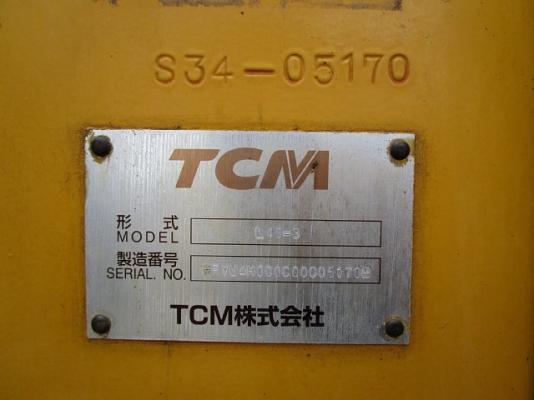 S34-05170
TCM
形式
MODEL
製造番号
SERIAL. NO.
TCM株式会社